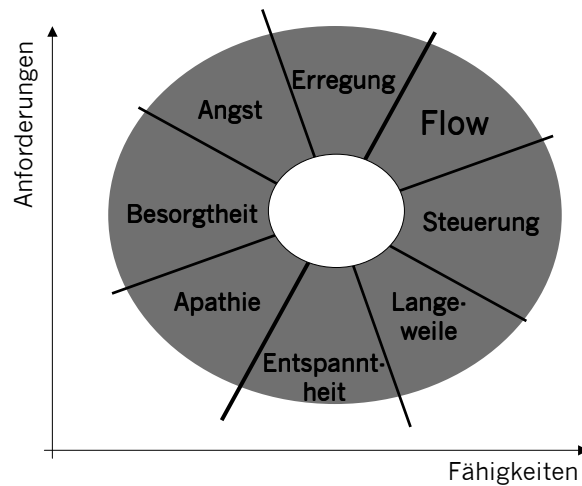 Anforderungen
Erregung
Angst
Flow
Besorgtheit
Steuerung
Apathie
Lange-
weile
Entspannt-
heit
Fähigkeiten